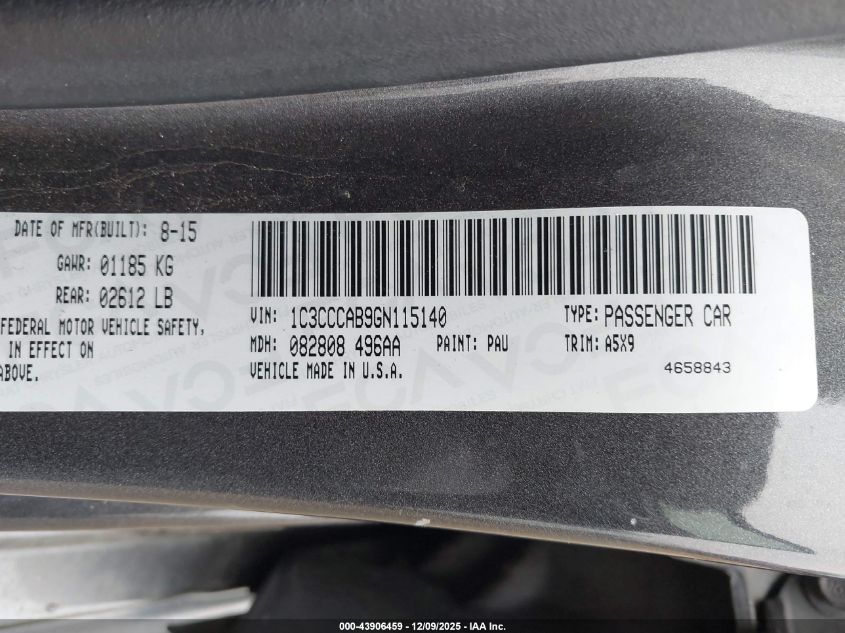 DATE OF MFR(BUILT): 8-15
GAWR: 01185 KG
REAR: 02612 LB
FEDERAL MOTOR VEHICLE SAFETY,
IN EFFECT ON
ABOVE.
VIN: 1C3CCCAB9GN115140 TYPE: PASSENGER CAR
MDH: 082808 496AA PAINT: PAU TRIM: A5X9
VEHICLE MADE IN U.S.A. 4658843
000-43906459 | 12/09/2025 - IAA Inc.